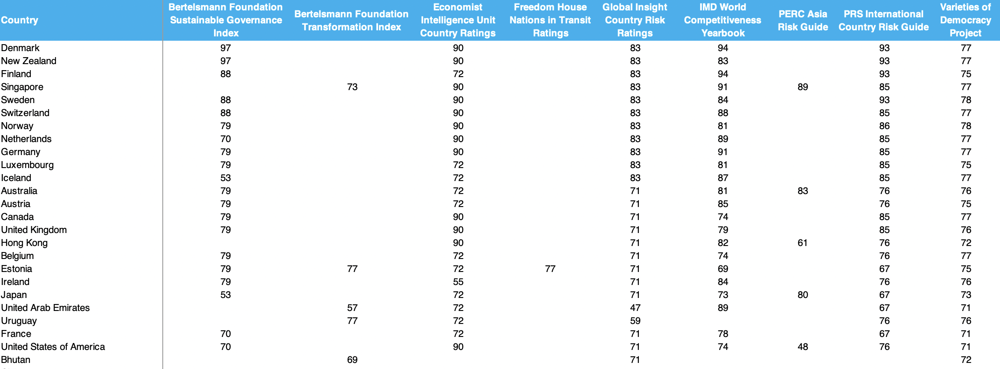 Country Bertelsmann Foundation Sustainable Governance Index Bertelsmann Foundation Transformation Index Economist Intelligence Unit Country Ratings Freedom House Nations in Transit Ratings Global Insight Country Risk Ratings IMD World Competitiveness Yearbook PERC Asia Risk Guide PRS International Country Risk Guide Varieties of Democracy Project
Denmark 97 90 83 94 93 77
New Zealand 97 90 83 83 93 77
Finland 88 72 83 94 93 75
Singapore 73 90 83 91 89 85 77
Sweden 88 90 83 84 93 78
Switzerland 88 90 83 88 85 77
Norway 79 90 83 81 86 78
Netherlands 70 90 83 89 85 77
Germany 79 90 83 91 85 77
Luxembourg 79 72 83 81 85 75
Iceland 53 72 83 87 85 77
Australia 79 72 71 81 83 76 76
Austria 79 72 71 85 76 75
Canada 79 90 71 74 85 77
United Kingdom 79 90 71 79 85 76
Hong Kong 90 71 82 61 76 72
Belgium 79 72 71 74 76 77
Estonia 79 77 72 77 71 69 67 75
Ireland 79 55 71 84 76 76
Japan 53 72 71 73 80 67 73
United Arab Emirates 57 72 47 89 67 71
Uruguay 77 72 59 76 76
France 70 72 71 78 67 71
United States of America 70 90 71 74 48 76 71
Bhutan 69 71 72